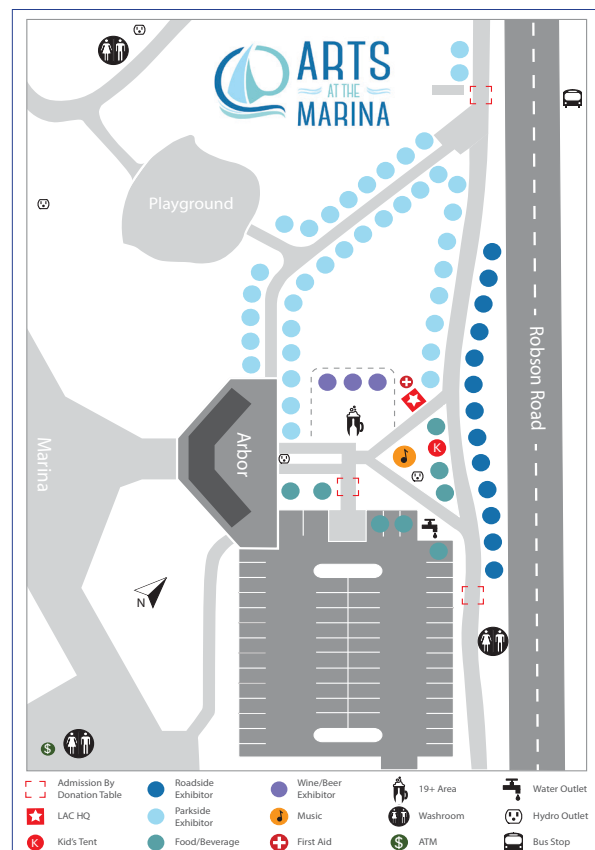 ARTS
AT THE
MARINA
Playground
Robson Road
Marina
Arbor
K
N
$
Admission By
Donation Table
Roadside
Exhibitor
Wine/Beer
Exhibitor
19+ Area
Water Outlet
LAC HQ
Parkside
Exhibitor
Music
Washroom
Hydro Outlet
K
Kid's Tent
Food/Beverage
First Aid
$
ATM
Bus Stop